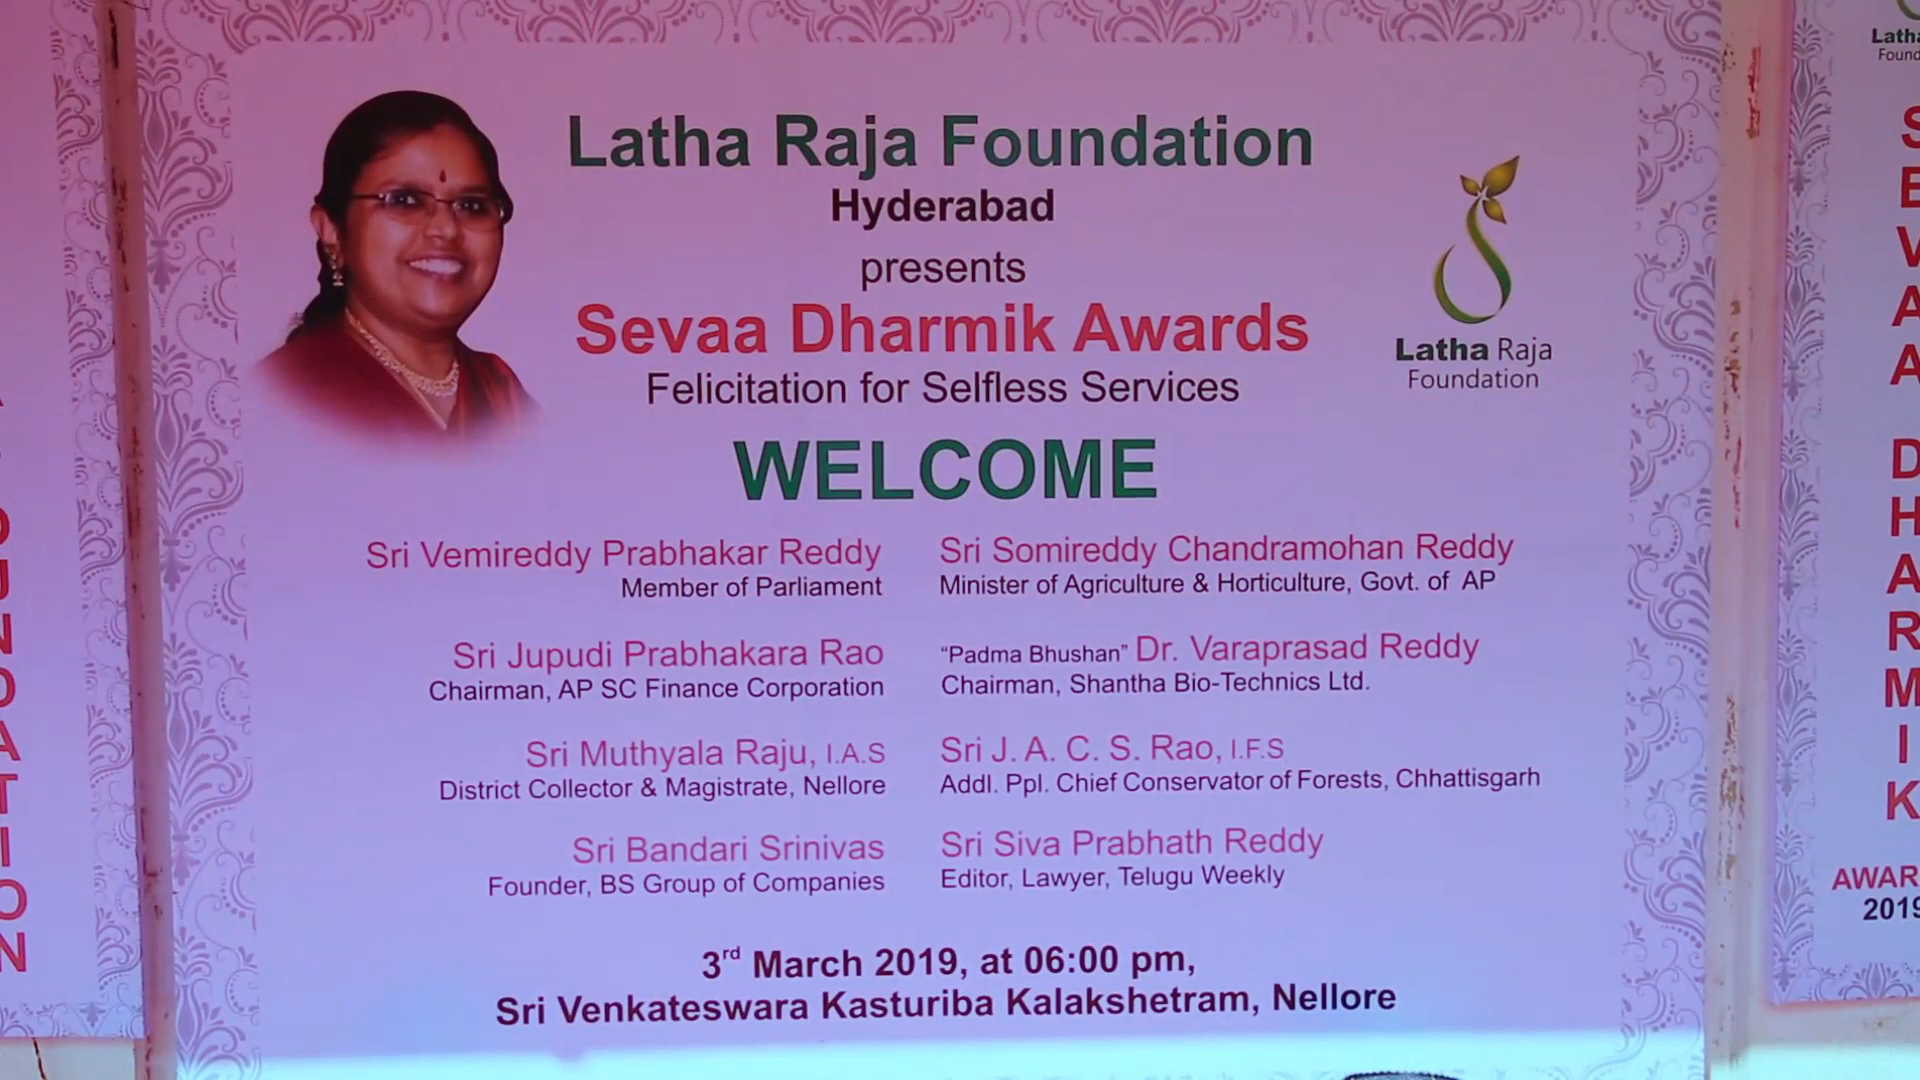 Latha Raja Foundation
Hyderabad
presents
Sevaa Dharmik Awards
Felicitation for Selfless Services
Latha Raja
Foundation
WELCOME
Sri Vemireddy Prabhakar Reddy
Member of Parliament
Sri Somireddy Chandramohan Reddy
Minister of Agriculture & Horticulture, Govt. of AP
Sri Jupudi Prabhakara Rao
Chairman, AP SC Finance Corporation
"Padma Bhushan" Dr. Varaprasad Reddy
Chairman, Shantha Bio-Technics Ltd.
Sri Muthyala Raju, I.A.S
District Collector & Magistrate, Nellore
Sri J. A. C. S. Rao, I.F.S
Addl. Ppl. Chief Conservator of Forests, Chhattisgarh
Sri Bandari Srinivas
Founder, BS Group of Companies
Sri Siva Prabhath Reddy
Editor, Lawyer, Telugu Weekly
3rd March 2019, at 06:00 pm,
Sri Venkateswara Kasturiba Kalakshetram, Nellore
SEVAA
DHARMIK
2019